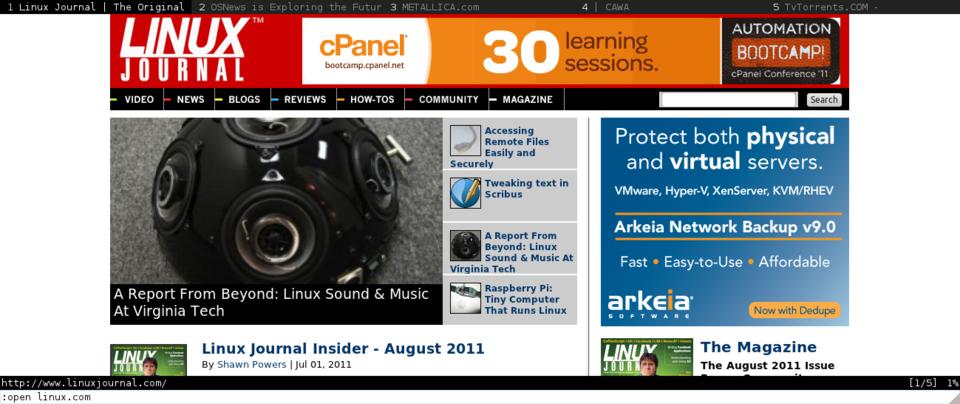 1 Linux Journal | The Original 2 OSNews is Exploring the Futur 3 METALLICA.com 4 | CAWA 5 TvTorrents.COM -
LINUX
JOURNAL™
cPanel®
bootcamp.cpanel.net
30 learning
sessions.
AUTOMATION
BOOTCAMP!
cPanel Conference '11
VIDEO NEWS BLOGS REVIEWS HOW-TOS COMMUNITY MAGAZINE Search
A Report From Beyond: Linux Sound & Music
At Virginia Tech
Accessing
Remote Files
Easily and
Securely
Tweaking text in
Scribus
A Report From
Beyond: Linux
Sound & Music At
Virginia Tech
Raspberry Pi:
Tiny Computer
That Runs Linux
Protect both physical
and virtual servers.
VMware, Hyper-V, XenServer, KVM/RHEV
Arkeia Network Backup v9.0
Fast • Easy-to-Use • Affordable
arkeia
SOFTWARE
Now with Dedupe
LINUX
Linux Journal Insider - August 2011
By Shawn Powers | Jul 01, 2011
LINUX
The Magazine
The August 2011 Issue
http://www.linuxjournal.com/ [1/5] 1%
:open linux.com